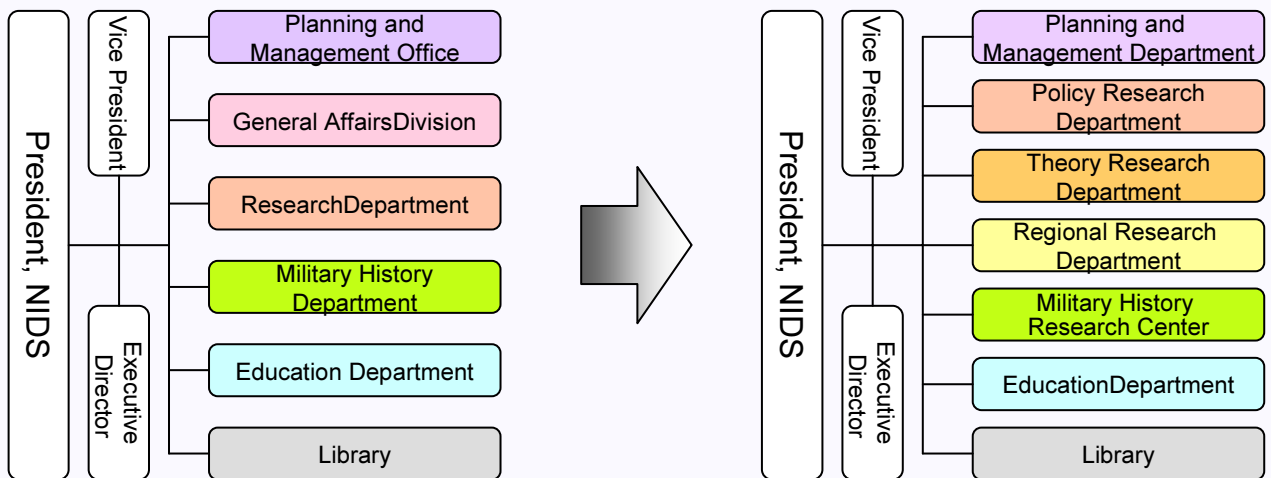 President, NIDS
Vice President
Executive
Director
Planning and
Management Office
General AffairsDivision
ResearchDepartment
Military History
Department
Education Department
Library
President, NIDS
Vice President
Executive
Director
Planning and
Management Department
Policy Research
Department
Theory Research
Department
Regional Research
Department
Military History
Research Center
EducationDepartment
Library